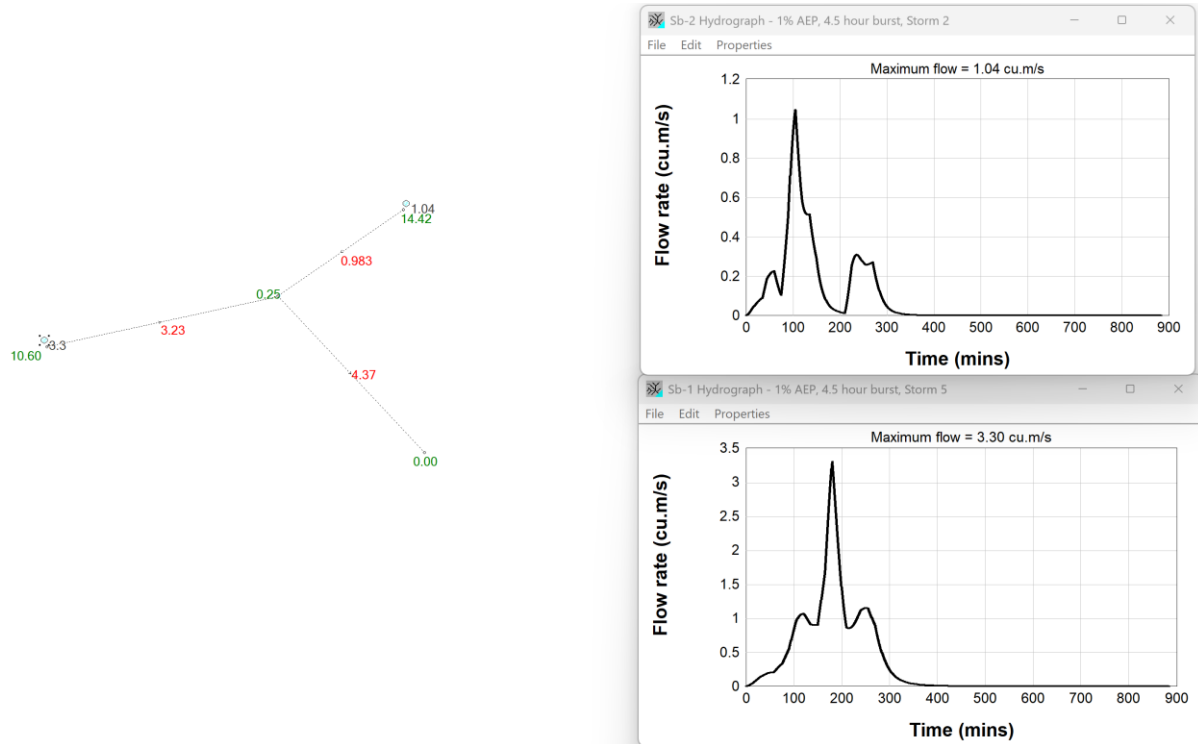 1.04
14.42
0.983
0.25
3.23
3.3
10.60
4.37
0.00
Sb-2 Hydrograph - 1% AEP, 4.5 hour burst, Storm 2
File Edit Properties
Maximum flow = 1.04 cu.m/s
Flow rate (cu.m/s)
1.2
1
0.8
0.6
0.4
0.2
0
0 100 200 300 400 500 600 700 800 900
Time (mins)
Sb-1 Hydrograph - 1% AEP, 4.5 hour burst, Storm 5
File Edit Properties
Maximum flow = 3.30 cu.m/s
Flow rate (cu.m/s)
3.5
3
2.5
2
1.5
1
0.5
0
0 100 200 300 400 500 600 700 800 900
Time (mins)